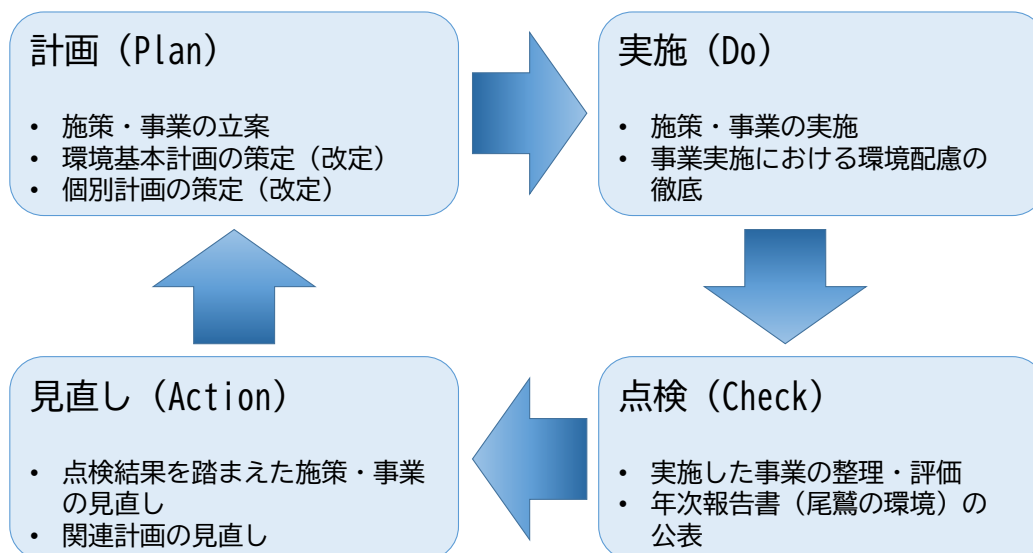 計画（Plan）
• 施策・事業の立案
• 環境基本計画の策定（改定）
• 個別計画の策定（改定）
実施（Do）
• 施策・事業の実施
• 事業実施における環境配慮の
徹底
点検（Check）
• 実施した事業の整理・評価
• 年次報告書（尾鷲の環境）の
公表
見直し（Action）
• 点検結果を踏まえた施策・事業
の見直し
• 関連計画の見直し